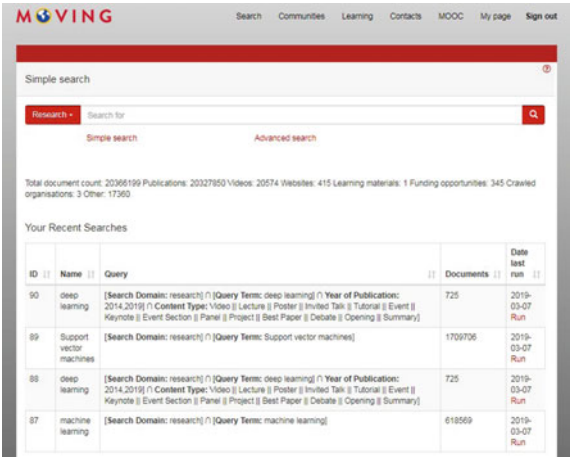 MOVING
Search Communities Learning Contacts MOOC My page Sign out
Simple search
Research Search for
Simple search Advanced search
Total document count: 20366199 Publications: 20327850 Videos: 20574 Websites: 415 Learning materials: 1 Funding opportunities: 345 Crawled
organisations: 3 Other: 17360
Your Recent Searches
ID Name Query Documents Date last run
90 deep learning [Search Domain: research] ∩ [Query Term: deep learning] ∩ Year of Publication:
2014,2019] ∩ Content Type: Video || Lecture || Poster || Invited Talk || Tutorial || Event ||
Keynote || Event Section || Panel || Project || Best Paper || Debate || Opening || Summary]
725 2019-03-07 Run
89 Support vector machines [Search Domain: research] ∩ [Query Term: Support vector machines] 1709706 2019-03-07 Run
88 deep learning [Search Domain: research] ∩ [Query Term: deep learning] ∩ Year of Publication:
2014,2019] ∩ Content Type: Video || Lecture || Poster || Invited Talk || Tutorial || Event ||
Keynote || Event Section || Panel || Project || Best Paper || Debate || Opening || Summary]
725 2019-03-07 Run
87 machine learning [Search Domain: research] ∩ [Query Term: machine learning] 618569 2019-03-07 Run